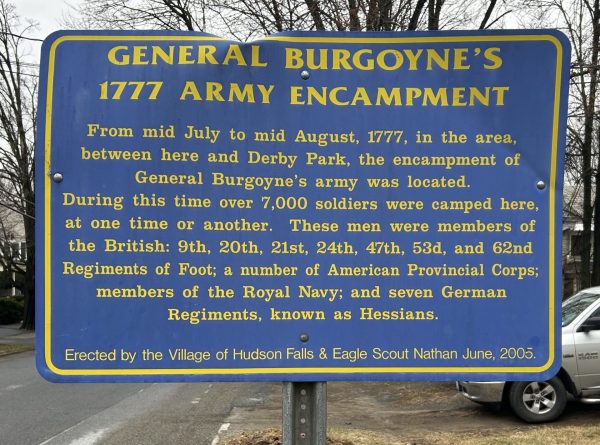 GENERAL BURGOYNE'S
1777 ARMY ENCAMPMENT
From mid July to mid August, 1777, in the area,
between here and Derby Park, the encampment of
General Burgoyne's army was located.
During this time over 7,000 soldiers were camped here,
at one time or another. These men were members of
the British: 9th, 20th, 21st, 24th, 47th, 53d, and 62nd
Regiments of Foot; a number of American Provincial Corps;
members of the Royal Navy; and seven German
Regiments, known as Hessians.
Erected by the Village of Hudson Falls & Eagle Scout Nathan June, 2005.